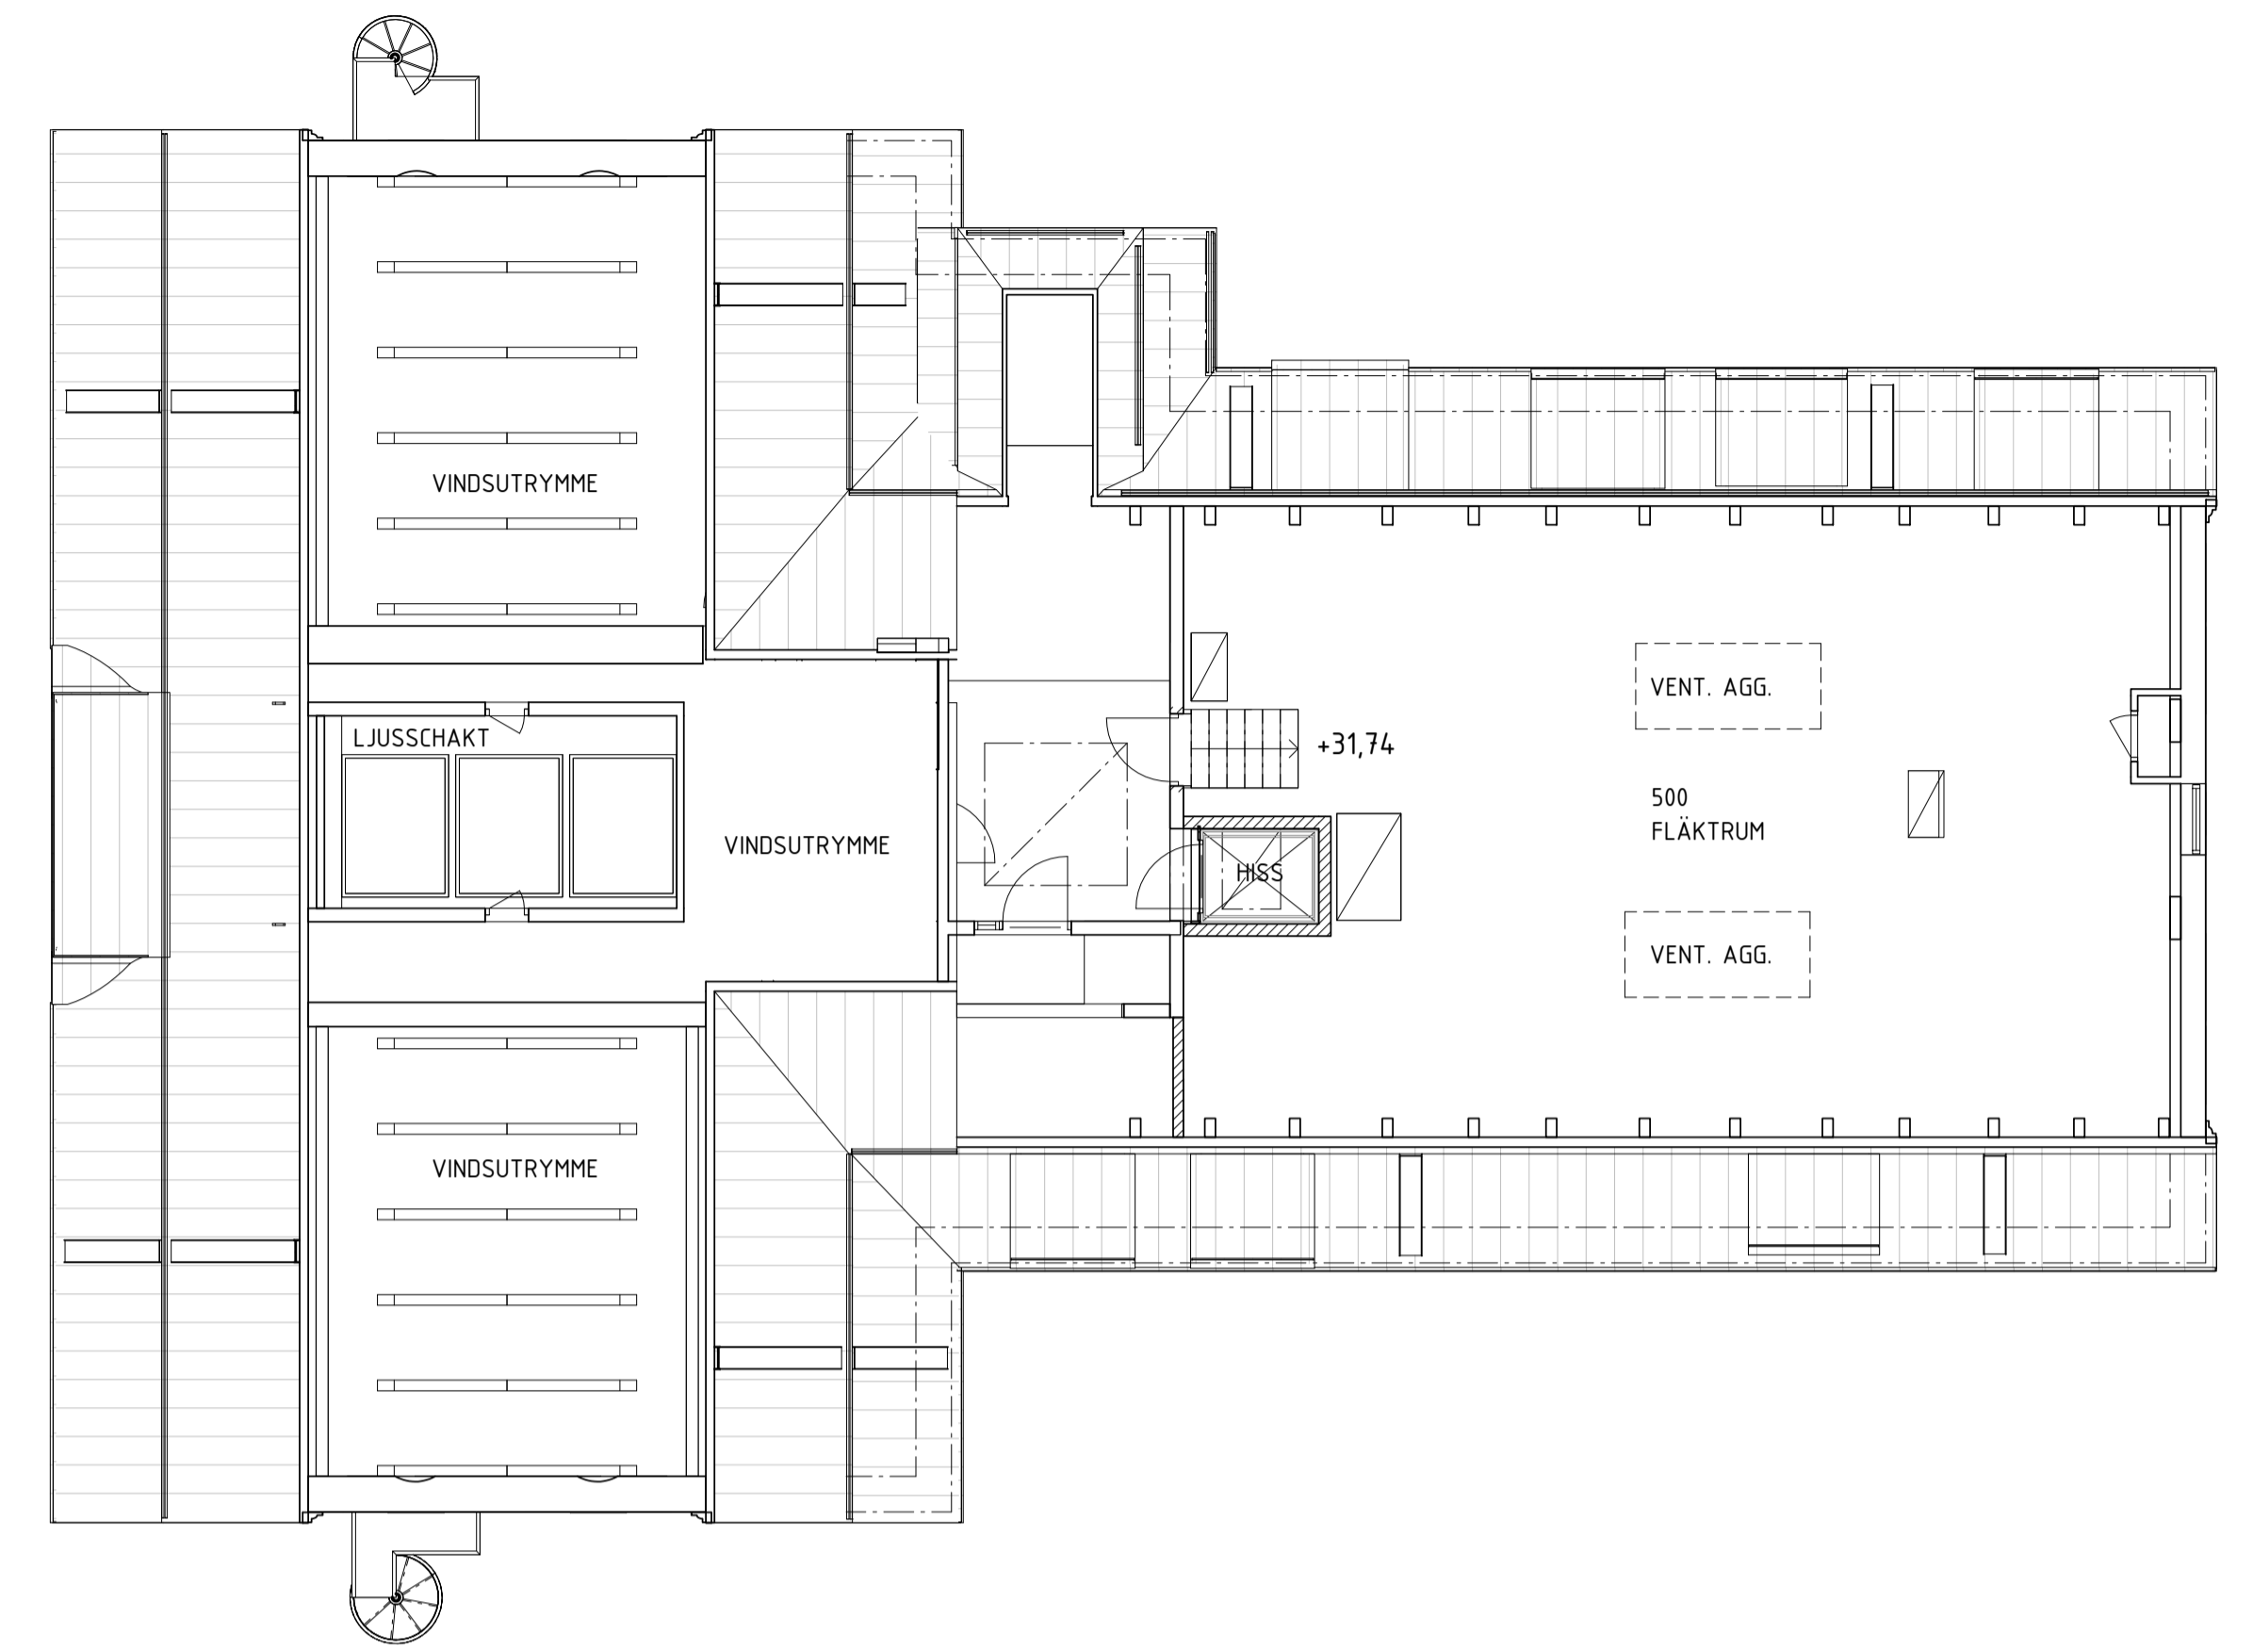 VINDSUTRYMME
VENT. AGG.
LJUSSCHAKT
+31,74
500
FLÄKTRUM
VINDSUTRYMME
HISS
VENT. AGG.
VINDSUTRYMME